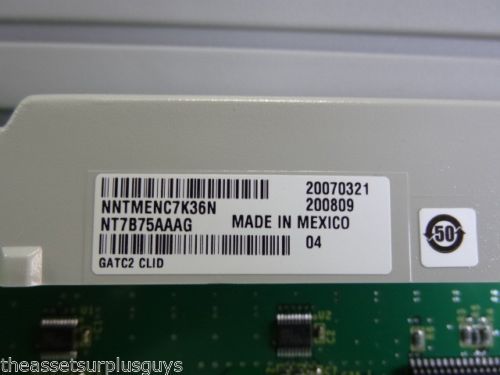 20070321
NNTMENC7K36N 200809
NT7B75AAAG MADE IN MEXICO
04
GATC2 CLID
50
theassetsurplusguys